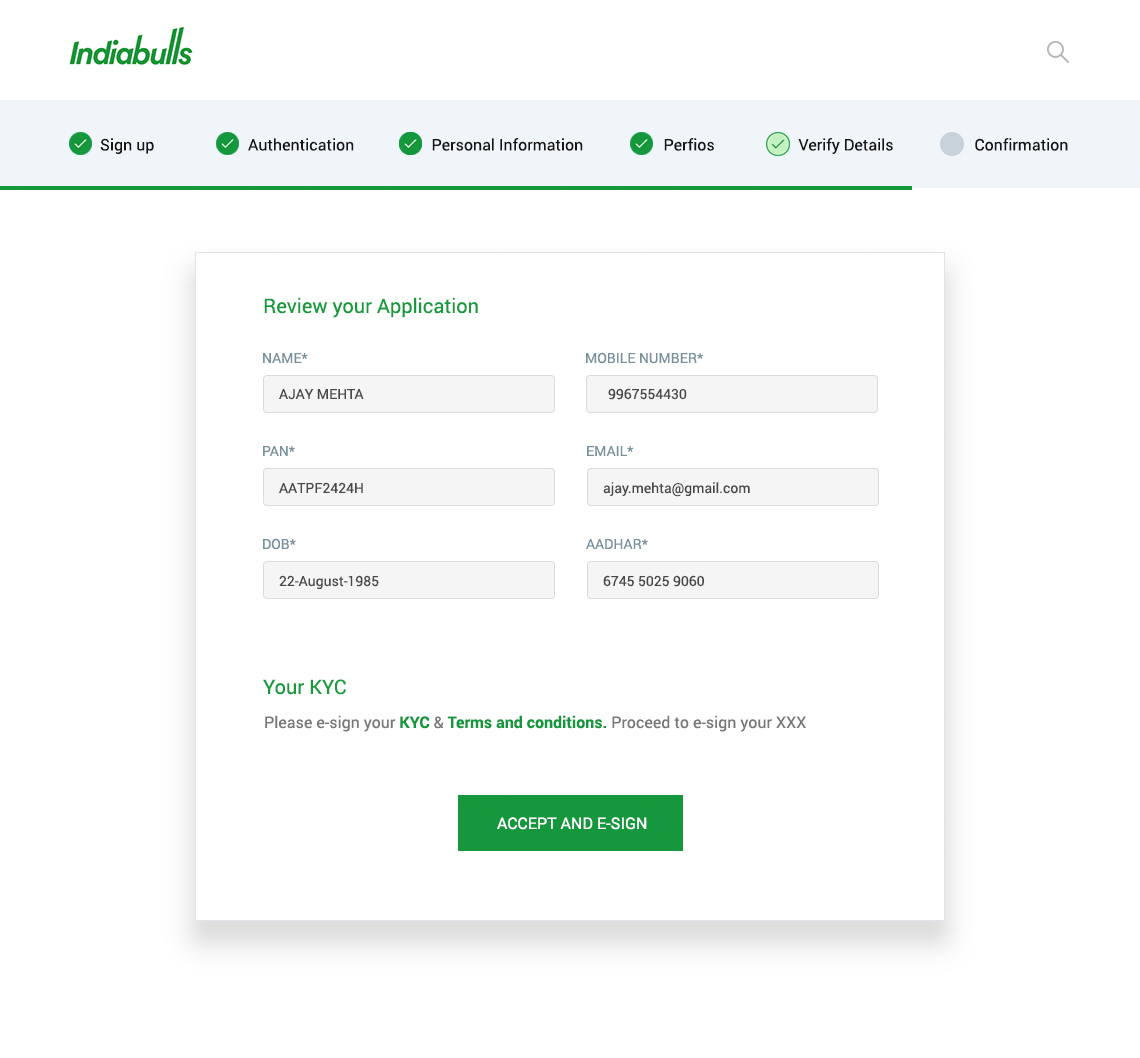 Indiabulls
Sign up Authentication Personal Information Perfios Verify Details Confirmation
Review your Application
NAME* MOBILE NUMBER*
AJAY MEHTA 9967554430
PAN* EMAIL*
AATPF2424H ajay.mehta@gmail.com
DOB* AADHAR*
22-August-1985 6745 5025 9060
Your KYC
Please e-sign your KYC & Terms and conditions. Proceed to e-sign your XXX
ACCEPT AND E-SIGN